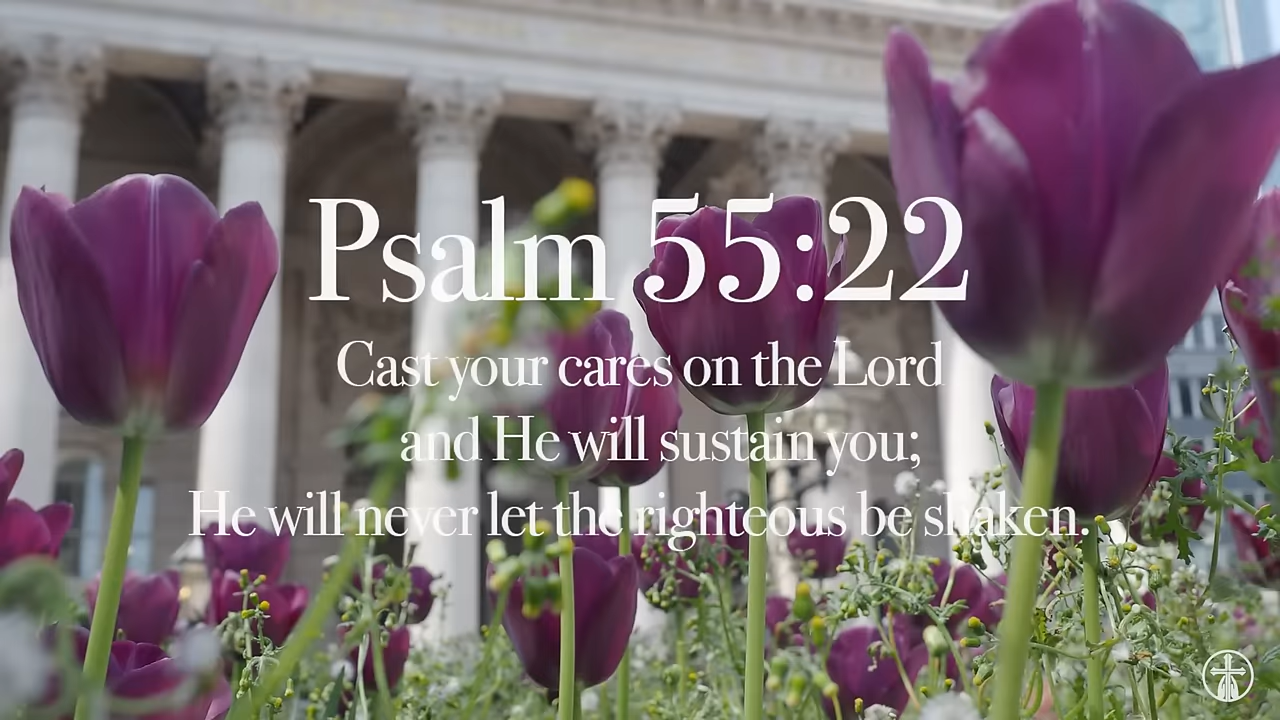 Psalm 55:22
Cast your cares on the Lord
and He will sustain you;
He will never let the righteous be shaken.